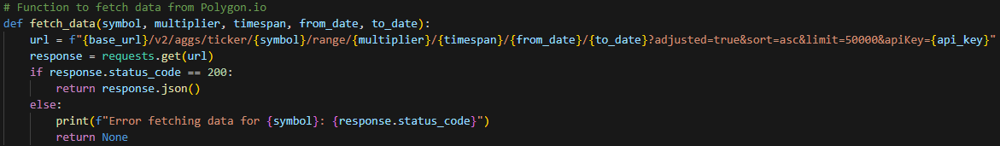 # Function to fetch data from Polygon.io
def fetch_data(symbol, multiplier, timespan, from_date, to_date):
    url = f"{base_url}/v2/aggs/ticker/{symbol}/range/{multiplier}/{timespan}/{from_date}/{to_date}?adjusted=true&sort=asc&limit=50000&apiKey={api_key}"
    response = requests.get(url)
    if response.status_code == 200:
        return response.json()
    else:
        print(f"Error fetching data for {symbol}: {response.status_code}")
        return None